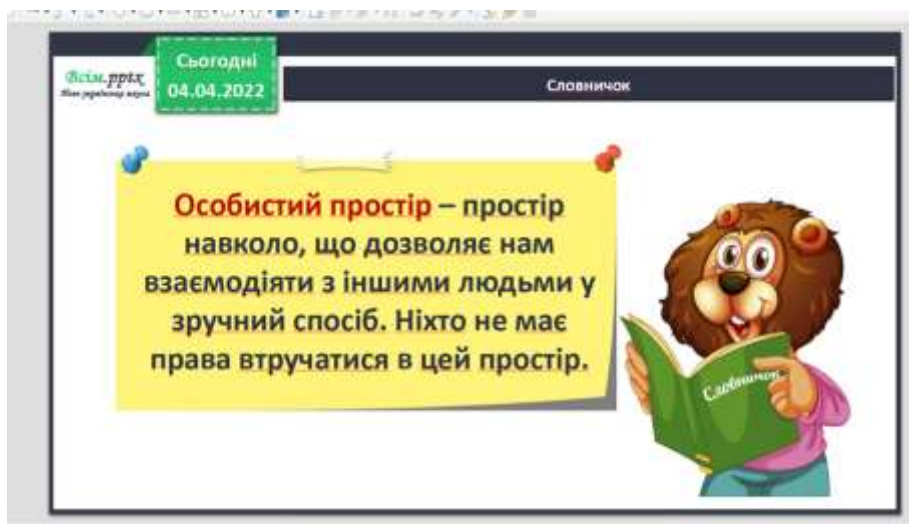 Сьогодні
04.04.2022
Всім.pptx
Словничок
Особистий простір – простір
навколо, що дозволяє нам
взаємодіяти з іншими людьми у
зручний спосіб. Ніхто не має
права втручатися в цей простір.
Словничок